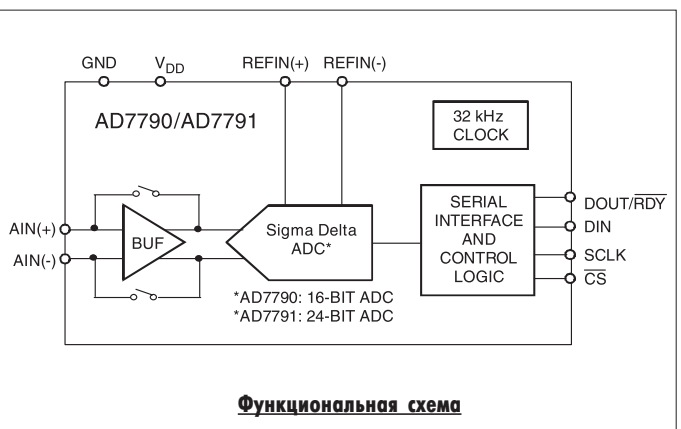 GND
V_DD
REFIN(+)
REFIN(-)
AD7790/AD7791
32 kHz
CLOCK
AIN(+)
AIN(-)
BUF
Sigma Delta
ADC*
SERIAL
INTERFACE
AND
CONTROL
LOGIC
DOUT/RDY
DIN
SCLK
CS
*AD7790: 16-BIT ADC
*AD7791: 24-BIT ADC
Функциональная схема